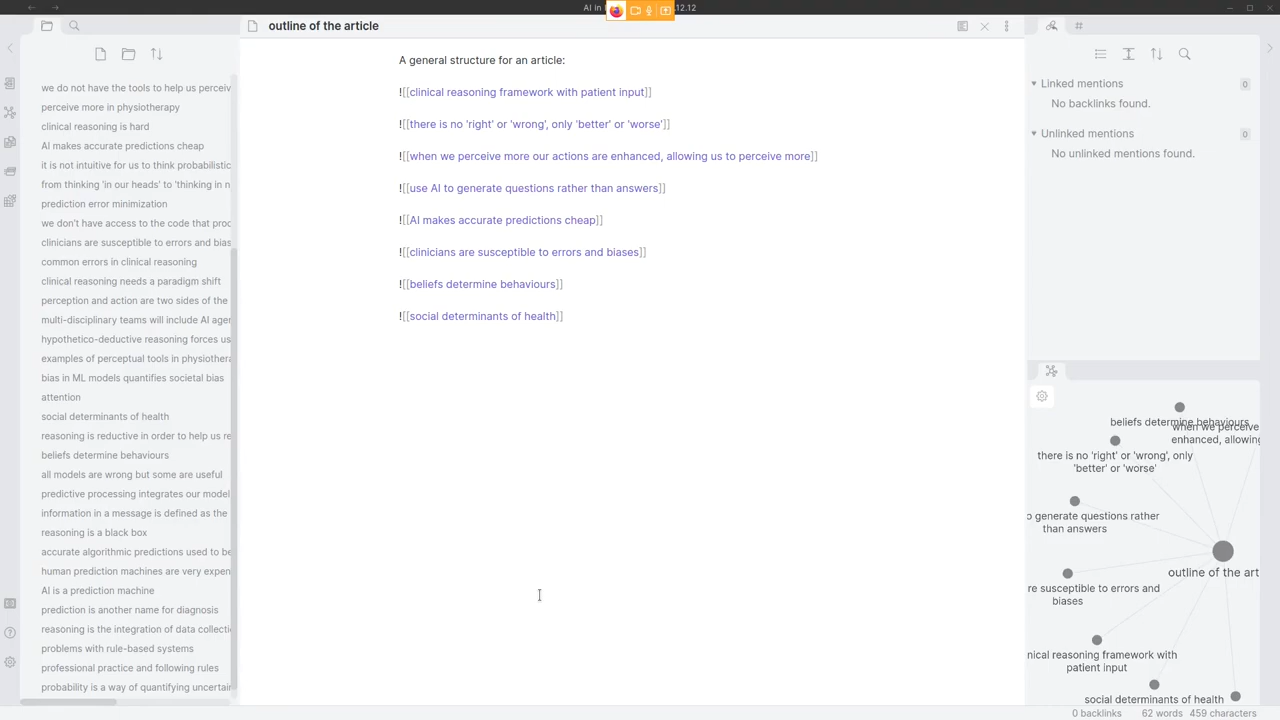 AI in
.12.12
outline of the article
we do not have the tools to help us perceiv
perceive more in physiotherapy
clinical reasoning is hard
AI makes accurate predictions cheap
it is not intuitive for us to think probabilistic
from thinking 'in our heads' to 'thinking in n
prediction error minimization
we don't have access to the code that proc
clinicians are susceptible to errors and bias
common errors in clinical reasoning
clinical reasoning needs a paradigm shift
perception and action are two sides of the
multi-disciplinary teams will include AI agen
hypothetico-deductive reasoning forces us
examples of perceptual tools in physiothera
bias in ML models quantifies societal bias
attention
social determinants of health
reasoning is reductive in order to help us re
beliefs determine behaviours
all models are wrong but some are useful
predictive processing integrates our model
information in a message is defined as the
reasoning is a black box
accurate algorithmic predictions used to be
human prediction machines are very expen
AI is a prediction machine
prediction is another name for diagnosis
reasoning is the integration of data collecti
problems with rule-based systems
professional practice and following rules
probability is a way of quantifying uncertain
A general structure for an article:
![[clinical reasoning framework with patient input]]
![[there is no 'right' or 'wrong', only 'better' or 'worse']]
![[when we perceive more our actions are enhanced, allowing us to perceive more]]
![[use AI to generate questions rather than answers]]
![[AI makes accurate predictions cheap]]
![[clinicians are susceptible to errors and biases]]
![[beliefs determine behaviours]]
![[social determinants of health]]
#
Linked mentions 0
No backlinks found.
Unlinked mentions 0
No unlinked mentions found.
beliefs determine behaviours
when we perceive
enhanced, allowing
there is no 'right' or 'wrong', only
'better' or 'worse'
o generate questions rather
than answers
outline of the art
re susceptible to errors and
biases
nical reasoning framework with
patient input
social determinants of health
0 backlinks 62 words 459 characters